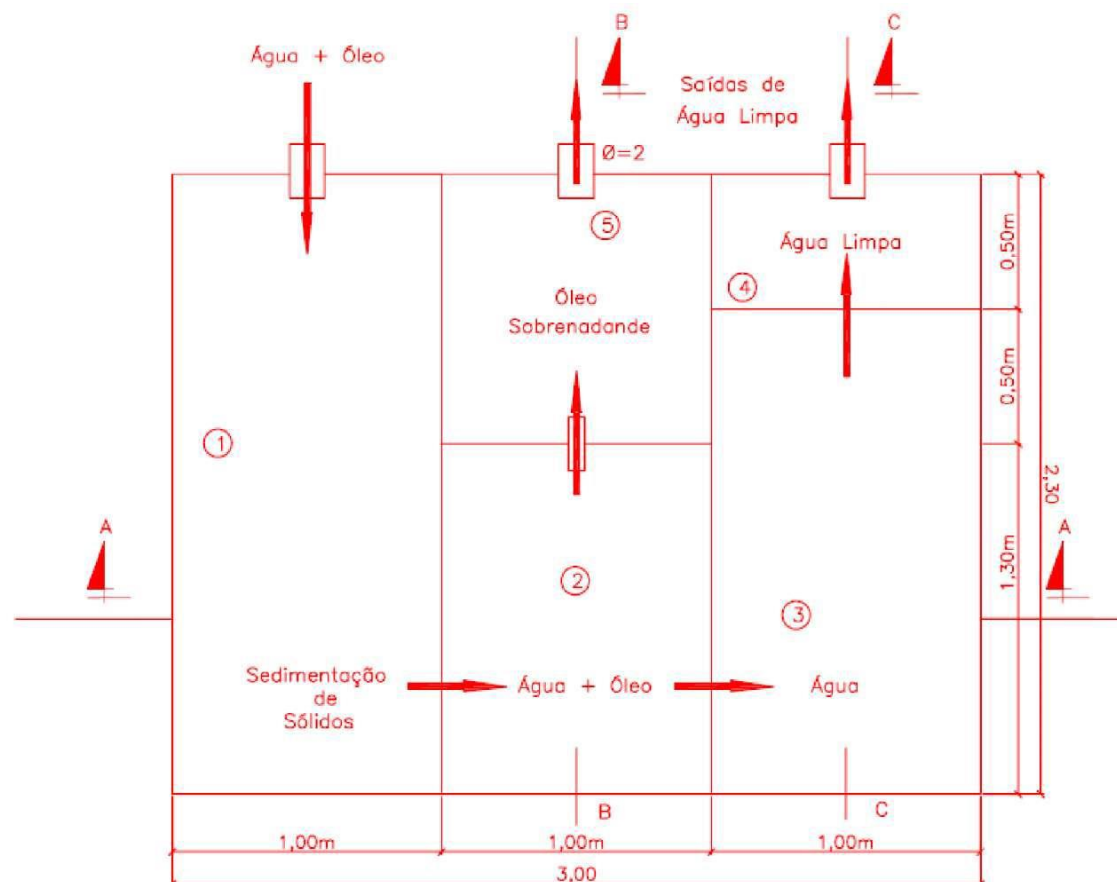 B
C
Água + Óleo
Saídas de
Água Limpa
Ø=2
5
Água Limpa
0,50m
4
Óleo
Sobrenadande
0,50m
1
2,30
A
A
1,30m
2
3
Sedimentação
de
Sólidos
Água + Óleo
Água
B
C
1,00m
1,00m
1,00m
3,00